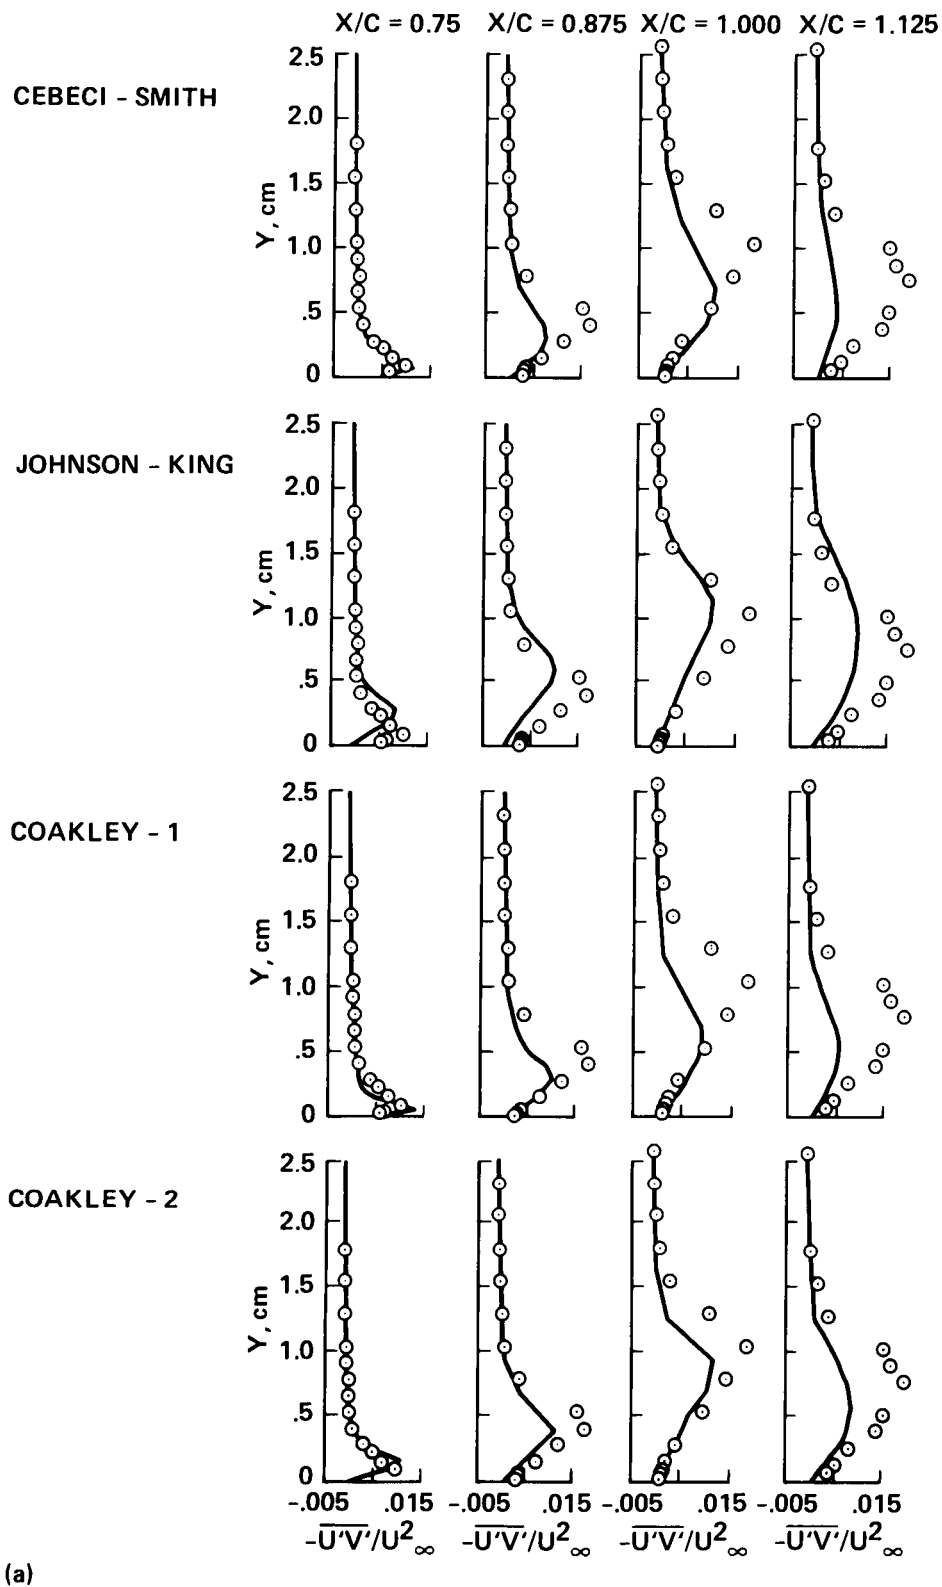 X/C = 0.75 X/C = 0.875 X/C = 1.000 X/C = 1.125
CEBECI - SMITH
2.5
2.0
1.5
1.0
.5
0
Y, cm
JOHNSON - KING
2.5
2.0
1.5
1.0
.5
0
Y, cm
COAKLEY - 1
2.5
2.0
1.5
1.0
.5
0
Y, cm
COAKLEY - 2
2.5
2.0
1.5
1.0
.5
0
Y, cm
-.005 .015 -.005 .015 -.005 .015 -.005 .015
-U'V'/U²∞ -U'V'/U²∞ -U'V'/U²∞ -U'V'/U²∞
(a)